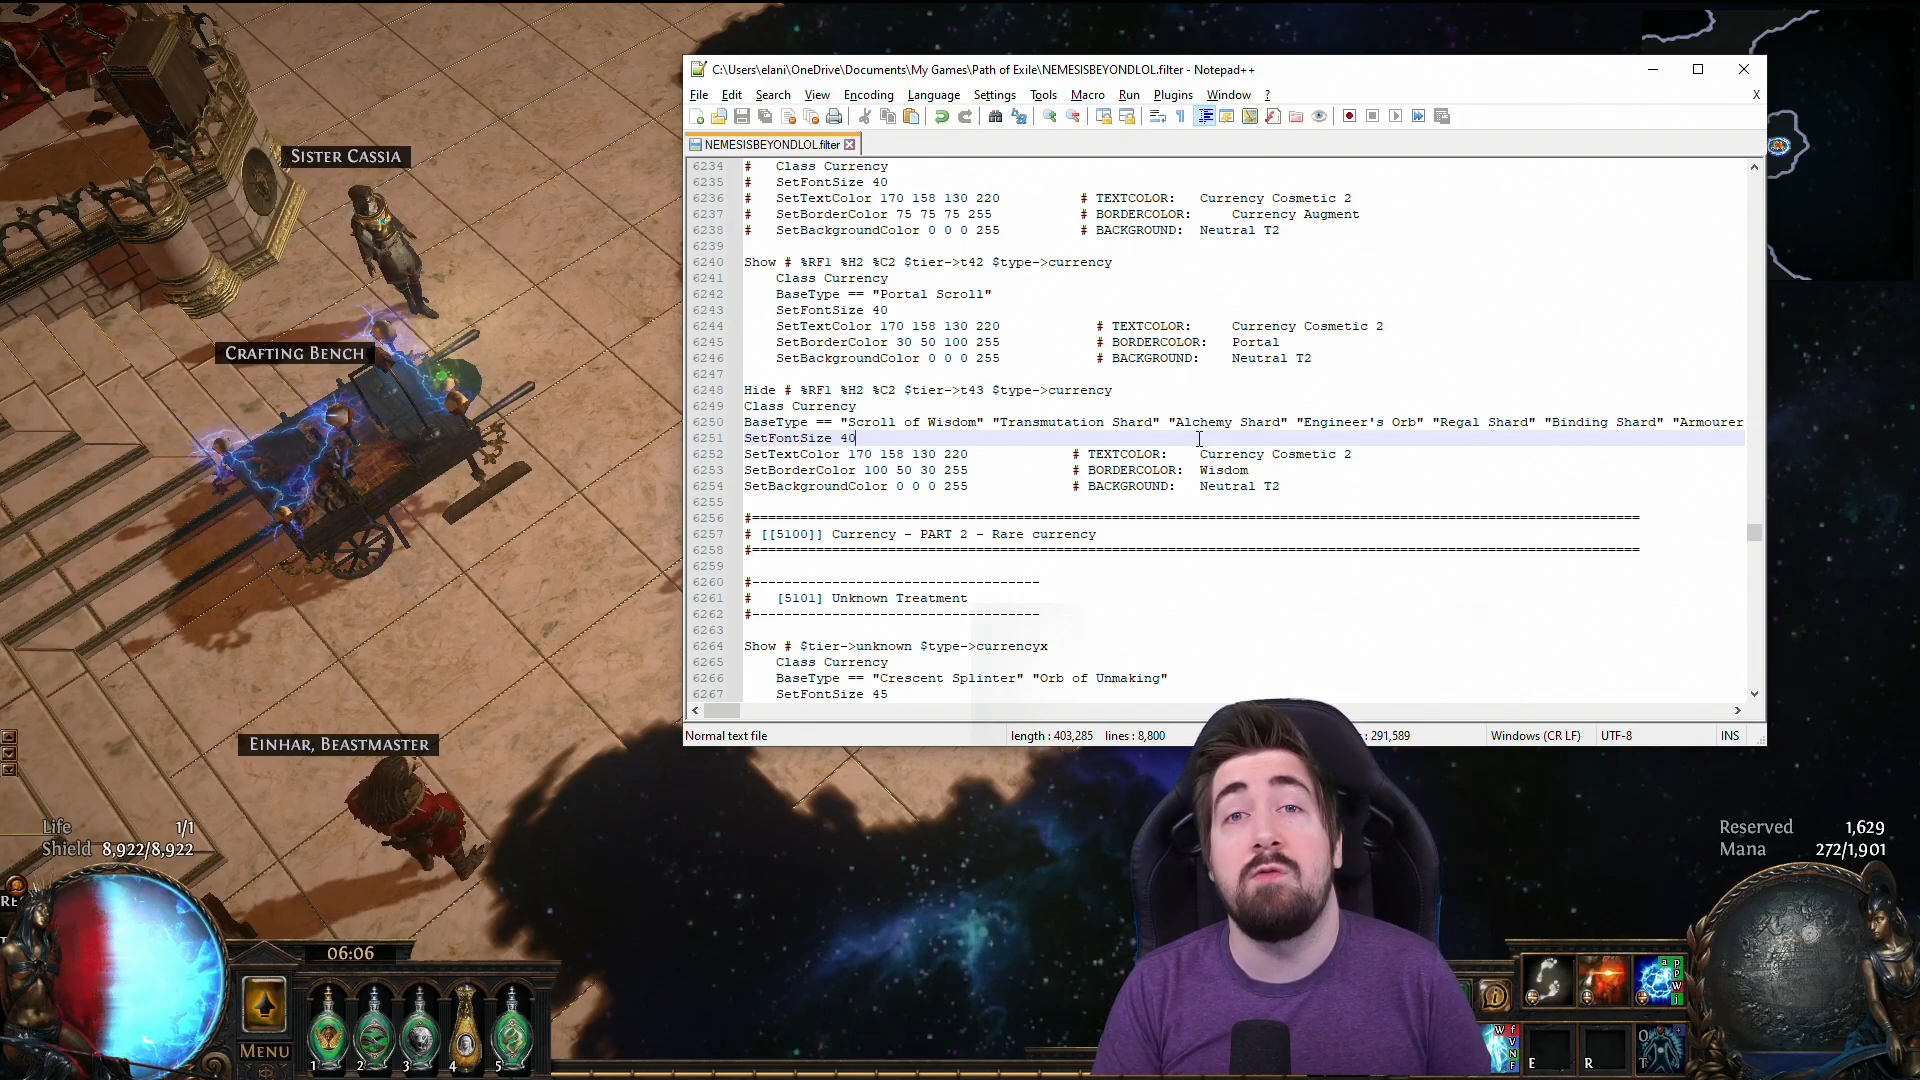 SISTER CASSIA
CRAFTING BENCH
EINHAR, BEASTMASTER
C:\Users\elani\OneDrive\Documents\My Games\Path of Exile\NEMESISBEYONDLOL.filter - Notepad++
File Edit Search View Encoding Language Settings Tools Macro Run Plugins Window ? X
NEMESISBEYONDLOL.filter
6234 # Class Currency
6235 # SetFontSize 40
6236 # SetTextColor 170 158 130 220 # TEXTCOLOR: Currency Cosmetic 2
6237 # SetBorderColor 75 75 75 255 # BORDERCOLOR: Currency Augment
6238 # SetBackgroundColor 0 0 0 255 # BACKGROUND: Neutral T2
6239
6240 Show # %RF1 %H2 %C2 $tier->t42 $type->currency
6241 Class Currency
6242 BaseType == "Portal Scroll"
6243 SetFontSize 40
6244 SetTextColor 170 158 130 220 # TEXTCOLOR: Currency Cosmetic 2
6245 SetBorderColor 30 50 100 255 # BORDERCOLOR: Portal
6246 SetBackgroundColor 0 0 0 255 # BACKGROUND: Neutral T2
6247
6248 Hide # %RF1 %H2 %C2 $tier->t43 $type->currency
6249 Class Currency
6250 BaseType == "Scroll of Wisdom" "Transmutation Shard" "Alchemy Shard" "Engineer's Orb" "Regal Shard" "Binding Shard" "Armourer
6251 SetFontSize 40
6252 SetTextColor 170 158 130 220 # TEXTCOLOR: Currency Cosmetic 2
6253 SetBorderColor 100 50 30 255 # BORDERCOLOR: Wisdom
6254 SetBackgroundColor 0 0 0 255 # BACKGROUND: Neutral T2
6255
6256 #================================================================================================================
6257 # [[5100]] Currency - PART 2 - Rare currency
6258 #================================================================================================================
6259
6260 #------------------------------------
6261 # [5101] Unknown Treatment
6262 #------------------------------------
6263
6264 Show # $tier->unknown $type->currencyx
6265 Class Currency
6266 BaseType == "Crescent Splinter" "Orb of Unmaking"
6267 SetFontSize 45
Normal text file length : 403,285 lines : 8,800 : 291,589 Windows (CR LF) UTF-8 INS
Life 1/1
Shield 8,922/8,922
Reserved 1,629
Mana 272/1,901
06:06
MENU
1 2 3 4 5
E R